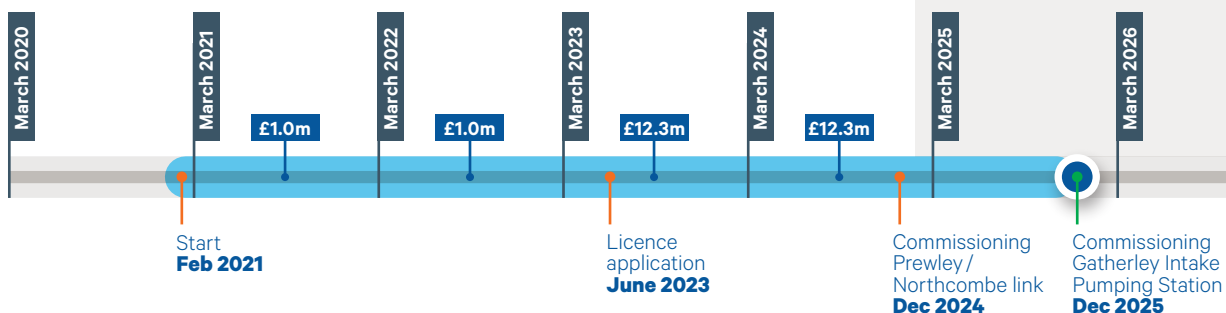 March 2020
March 2021
March 2022
March 2023
March 2024
March 2025
March 2026
£1.0m
£1.0m
£12.3m
£12.3m
Start
Feb 2021
Licence
application
June 2023
Commissioning
Prewley /
Northcombe link
Dec 2024
Commissioning
Gatherley Intake
Pumping Station
Dec 2025